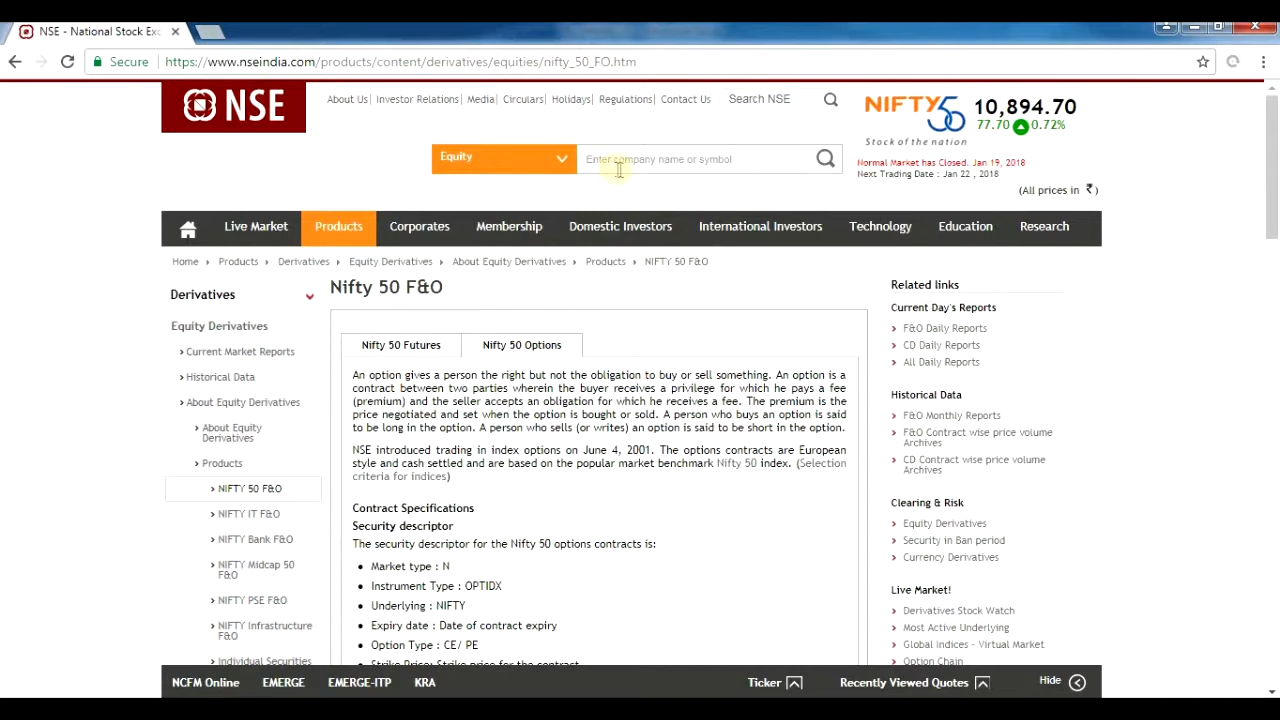 NSE - National Stock Exc
Secure https://www.nseindia.com/products/content/derivatives/equities/nifty_50_FO.htm
NSE
About Us| Investor Relations| Media| Circulars| Holidays| Regulations| Contact Us Search NSE
NIFTY 50
Stock of the nation
10,894.70
77.70 0.72%
Equity Enter company name or symbol
Normal Market has Closed. Jan 19, 2018
Next Trading Date : Jan 22 , 2018
(All prices in ₹)
Live Market Products Corporates Membership Domestic Investors International Investors Technology Education Research
Home › Products › Derivatives › Equity Derivatives › About Equity Derivatives › Products › NIFTY 50 F&O
Derivatives
Equity Derivatives
Current Market Reports
Historical Data
About Equity Derivatives
About Equity
Derivatives
Products
NIFTY 50 F&O
NIFTY IT F&O
NIFTY Bank F&O
NIFTY Midcap 50
F&O
NIFTY PSE F&O
NIFTY Infrastructure
F&O
Individual Securities
Nifty 50 F&O
Nifty 50 Futures Nifty 50 Options
An option gives a person the right but not the obligation to buy or sell something. An option is a
contract between two parties wherein the buyer receives a privilege for which he pays a fee
(premium) and the seller accepts an obligation for which he receives a fee. The premium is the
price negotiated and set when the option is bought or sold. A person who buys an option is said
to be long in the option. A person who sells (or writes) an option is said to be short in the option.
NSE introduced trading in index options on June 4, 2001. The options contracts are European
style and cash settled and are based on the popular market benchmark Nifty 50 index. (Selection
criteria for indices)
Contract Specifications
Security descriptor
The security descriptor for the Nifty 50 options contracts is:
• Market type : N
• Instrument Type : OPTIDX
• Underlying : NIFTY
• Expiry date : Date of contract expiry
• Option Type : CE/ PE
• Strike Price: Strike price for the contract
Related links
Current Day's Reports
F&O Daily Reports
CD Daily Reports
All Daily Reports
Historical Data
F&O Monthly Reports
F&O Contract wise price volume
Archives
CD Contract wise price volume
Archives
Clearing & Risk
Equity Derivatives
Security in Ban period
Currency Derivatives
Live Market!
Derivatives Stock Watch
Most Active Underlying
Global Indices - Virtual Market
Option Chain
NCFM Online EMERGE EMERGE-ITP KRA Ticker Recently Viewed Quotes Hide